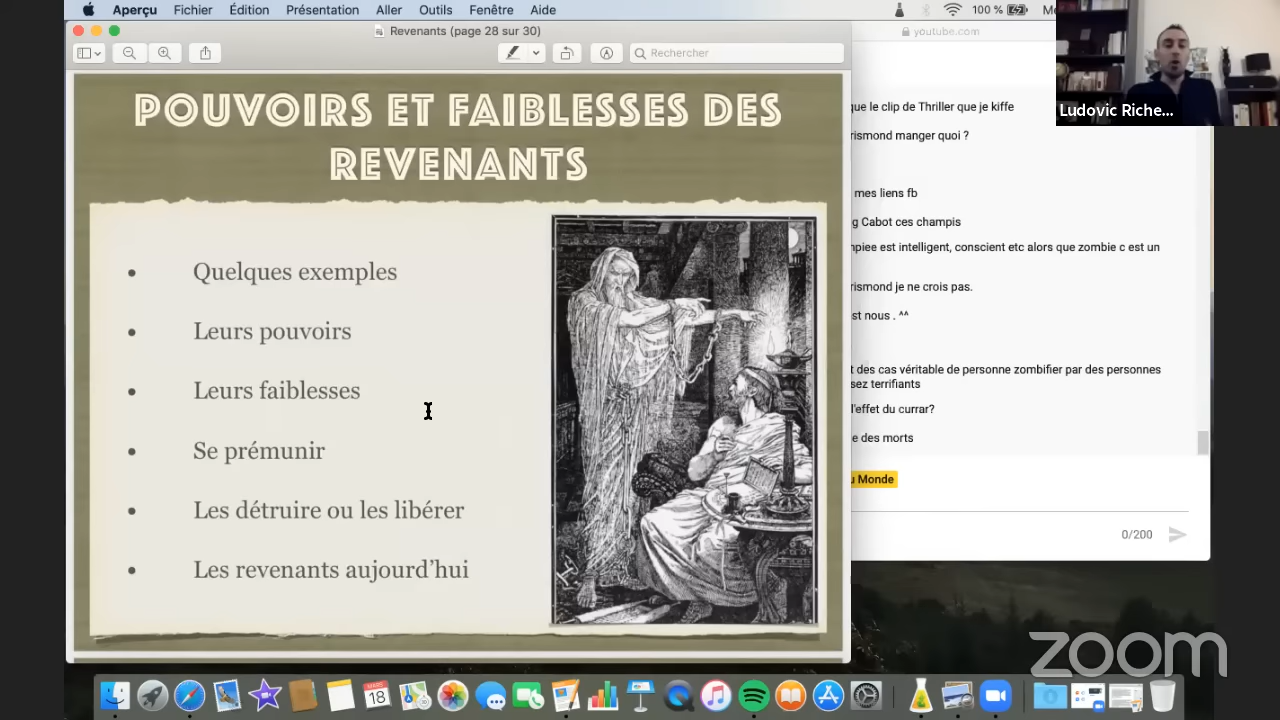 Aperçu Fichier Édition Présentation Aller Outils Fenêtre Aide 100 %
Revenants (page 28 sur 30)
Rechercher
youtube.com
POUVOIRS ET FAIBLESSES DES
REVENANTS
Quelques exemples
Leurs pouvoirs
Leurs faiblesses
Se prémunir
Les détruire ou les libérer
Les revenants aujourd’hui
Ludovic Riche...
que le clip de Thriller que je kiffe
rismond manger quoi ?
mes liens fb
g Cabot ces champis
piee est intelligent, conscient etc alors que zombie c est un
rismond je ne crois pas.
st nous . ^^
t des cas véritable de personne zombifier par des personnes
sez terrifiants
l'effet du currar?
e des morts
u Monde
0/200
zoom
MARS
18